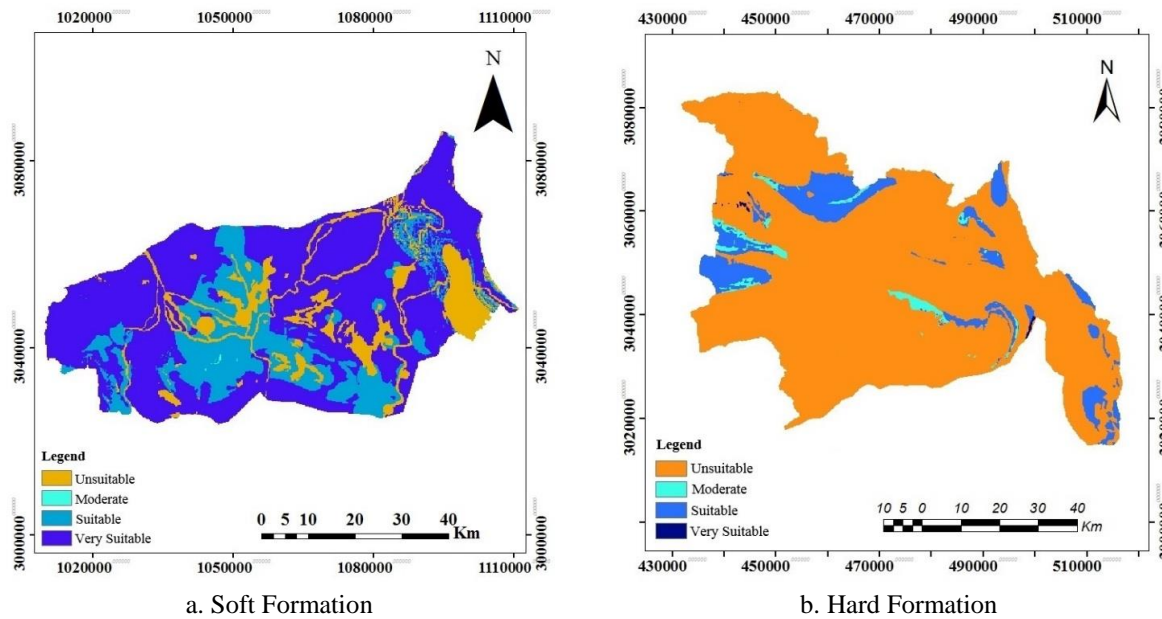 1020000 1050000 1080000 1110000
N
3080000 3080000
3040000 3040000
3000000 3000000
Legend
Unsuitable
Moderate
Suitable
Very Suitable
0 5 10 20 30 40
Km
1020000 1050000 1080000 1110000
a. Soft Formation
430000 450000 470000 490000 510000
N
3080000
3060000
3040000
3020000
Legend
Unsuitable
Moderate
Suitable
Very Suitable
10 5 0 10 20 30 40
Km
430000 450000 470000 490000 510000
b. Hard Formation